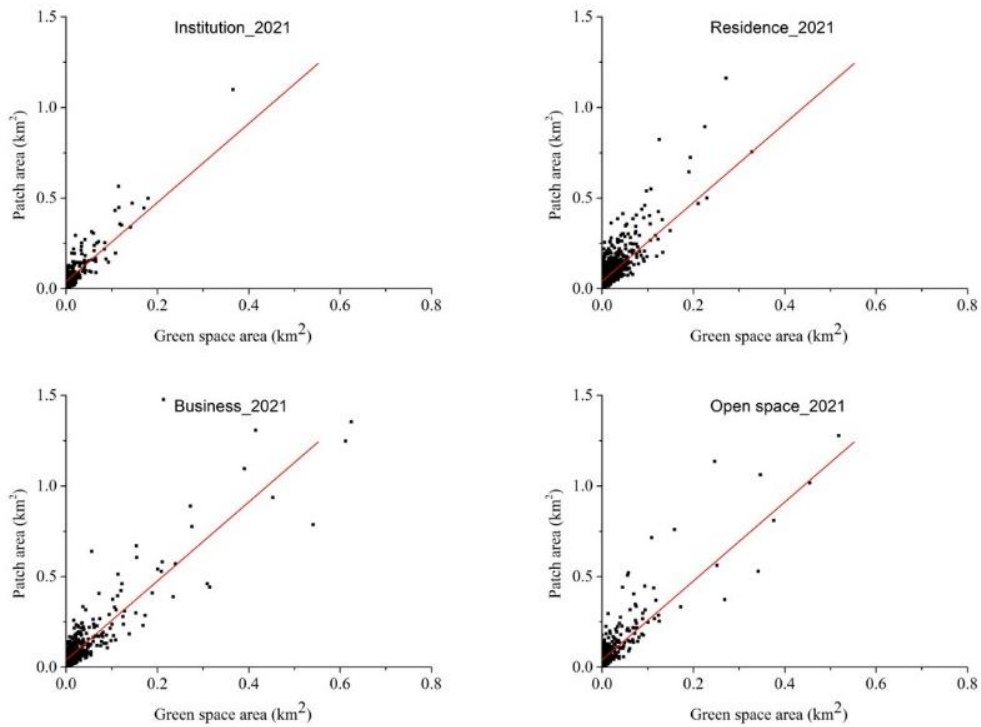 Institution_2021
1.5
1.0
0.5
0.0
Patch area (km²)
0.0 0.2 0.4 0.6 0.8
Green space area (km²)
Residence_2021
1.5
1.0
0.5
0.0
Patch area (km²)
0.0 0.2 0.4 0.6 0.8
Green space area (km²)
Business_2021
1.5
1.0
0.5
0.0
Patch area (km²)
0.0 0.2 0.4 0.6 0.8
Green space area (km²)
Open space_2021
1.5
1.0
0.5
0.0
Patch area (km²)
0.0 0.2 0.4 0.6 0.8
Green space area (km²)